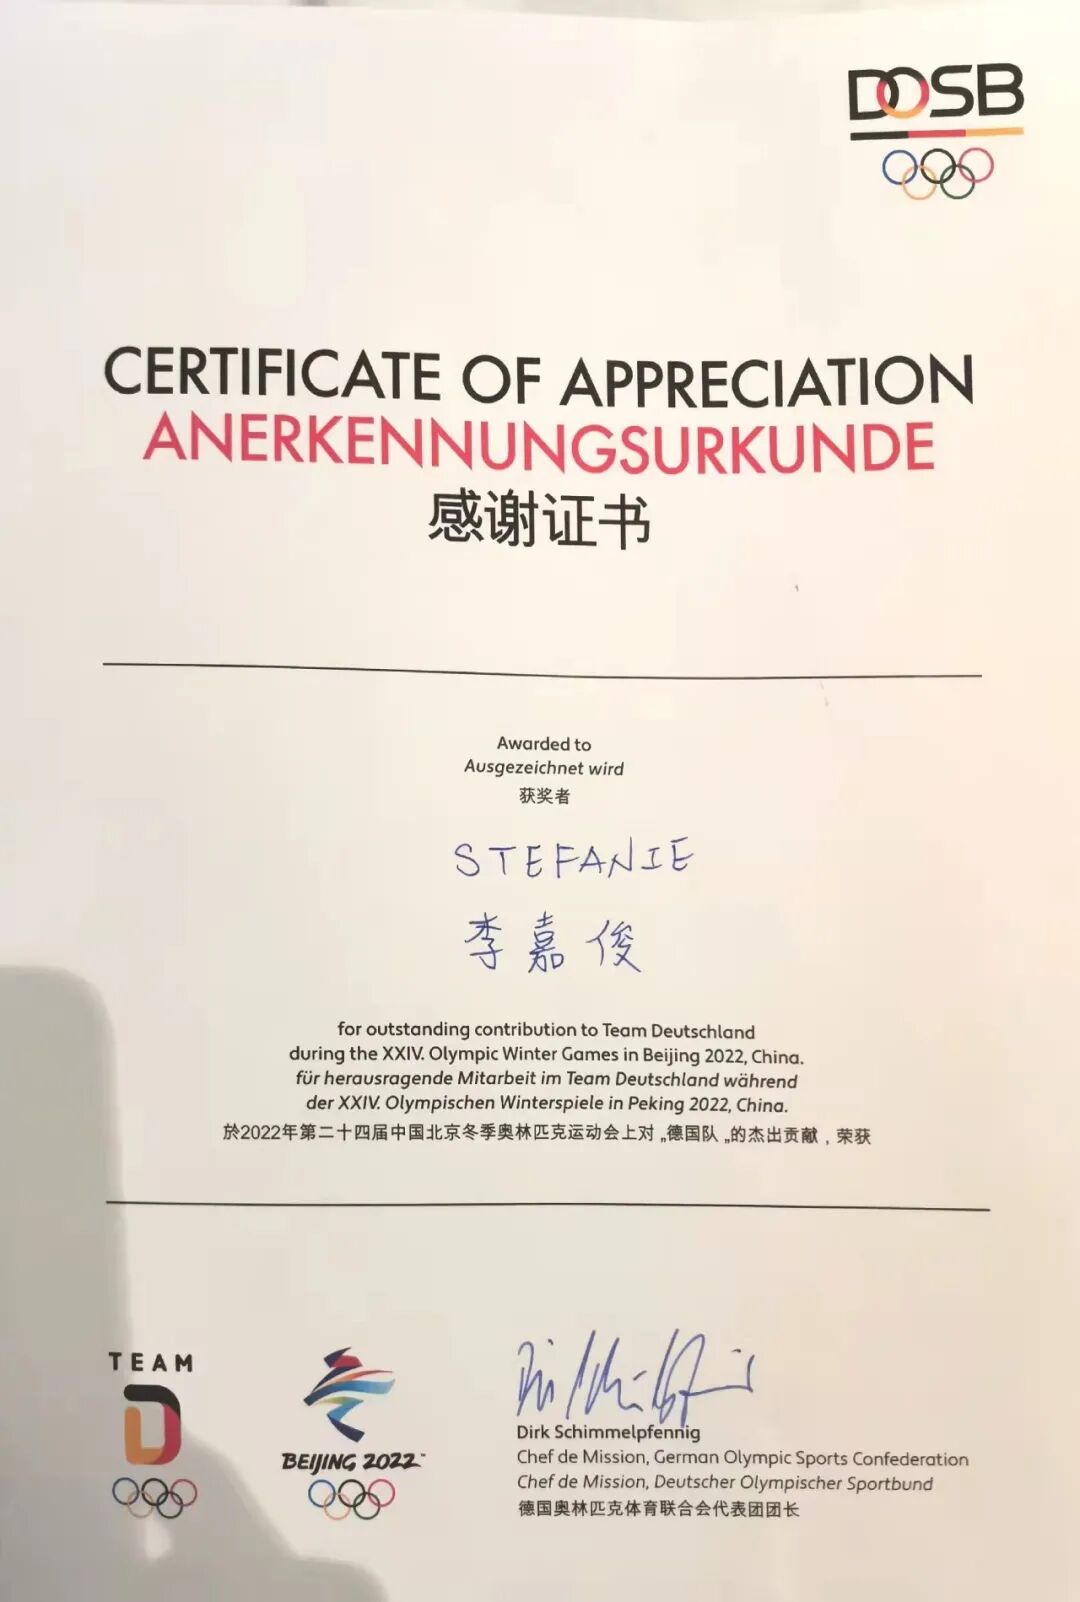 DOSB
CERTIFICATE OF APPRECIATION
ANERKENNUNGSURKUNDE
感谢证书
Awarded to
Ausgezeichnet wird
获奖者
STEFANIE
李嘉俊
for outstanding contribution to Team Deutschland
during the XXIV. Olympic Winter Games in Beijing 2022, China.
für herausragende Mitarbeit im Team Deutschland während
der XXIV. Olympischen Winterspiele in Peking 2022, China.
於2022年第二十四届中国北京冬季奥林匹克运动会上对 „德国队 „的杰出贡献，荣获
TEAM
D
BEIJING 2022™
Dirk Schimmelpfennig
Chef de Mission, German Olympic Sports Confederation
Chef de Mission, Deutscher Olympischer Sportbund
德国奥林匹克体育联合会代表团团长